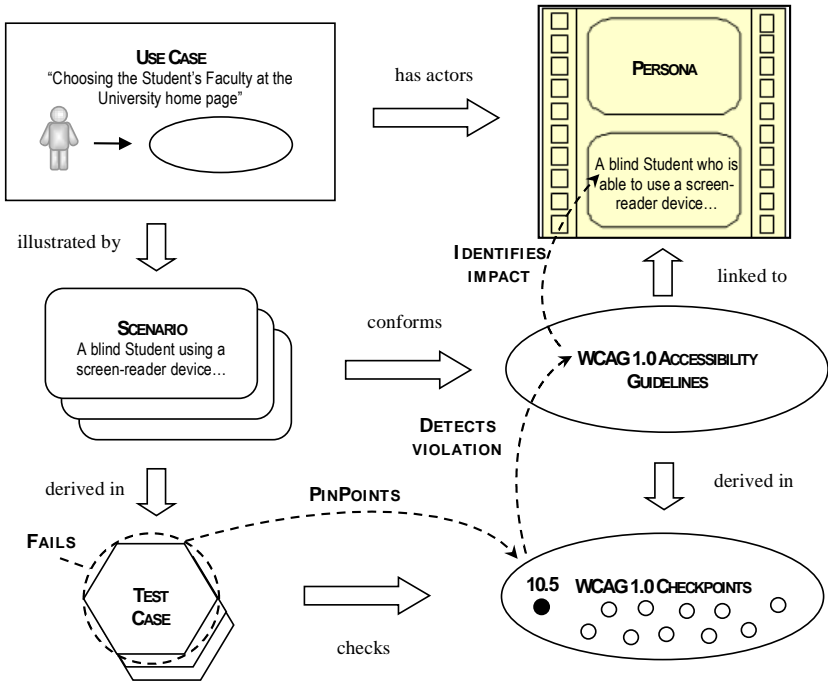 USE CASE
"Choosing the Student's Faculty at the
University home page"
has actors
PERSONA
A blind Student who is
able to use a screen-
reader device…
illustrated by
IDENTIFIES
IMPACT
linked to
SCENARIO
A blind Student using a
screen-reader device…
conforms
WCAG 1.0 ACCESSIBILITY
GUIDELINES
DETECTS
VIOLATION
derived in
PINPOINTS
derived in
FAILS
TEST
CASE
checks
10.5
WCAG 1.0 CHECKPOINTS